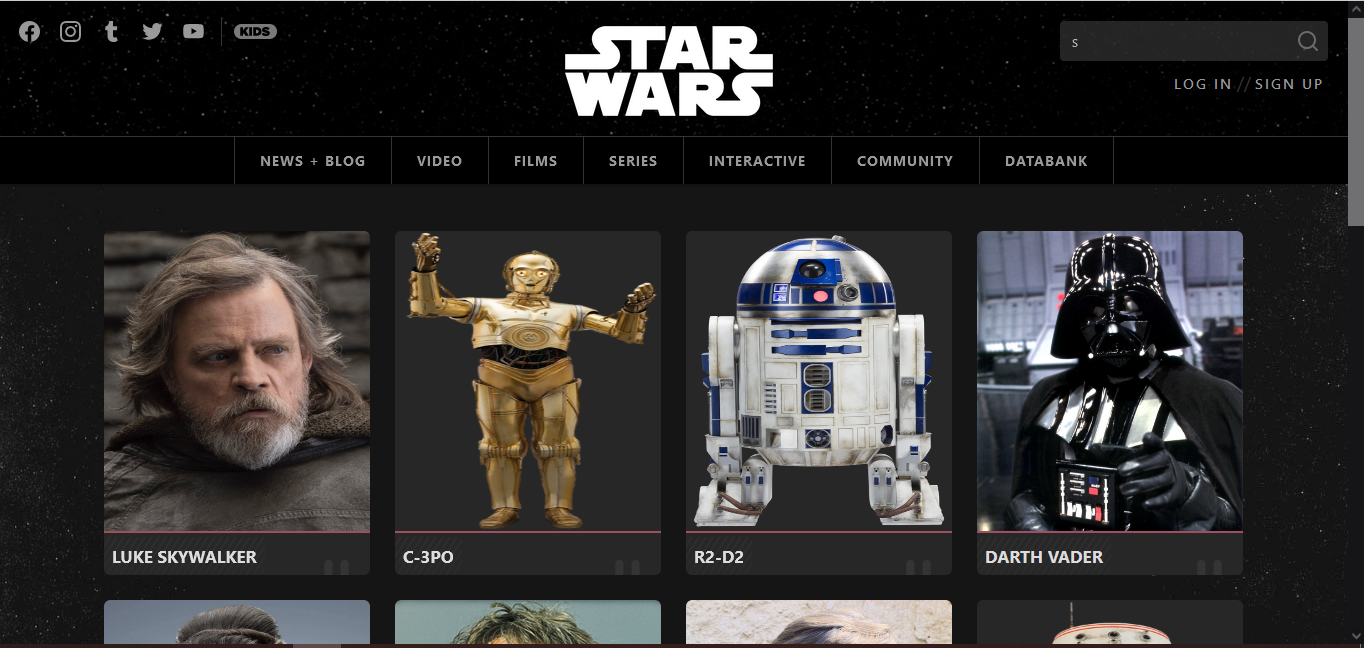 KIDS
STAR
WARS
s
LOG IN // SIGN UP
NEWS + BLOG
VIDEO
FILMS
SERIES
INTERACTIVE
COMMUNITY
DATABANK
LUKE SKYWALKER
C-3PO
R2-D2
DARTH VADER